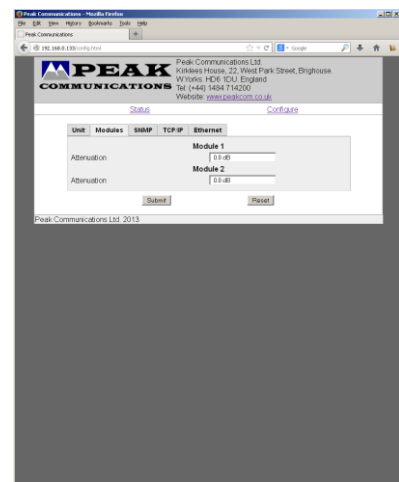 Peak Communications - Mozilla Firefox
File Edit View History Bookmarks Tools Help
Peak Communications
192.168.0.133/config.html
Google
PEAK
COMMUNICATIONS
Peak Communications Ltd.
Kirklees House, 22, West Park Street, Brighouse.
W.Yorks. HD6 1DU. England
Tel: (+44) 1484 714200
Website: www.peakcom.co.uk
Status Configure
Unit Modules SNMP TCP/IP Ethernet
Module 1
Attenuation 0.0 dB
Module 2
Attenuation 0.0 dB
Submit Reset
Peak Communications Ltd. 2013